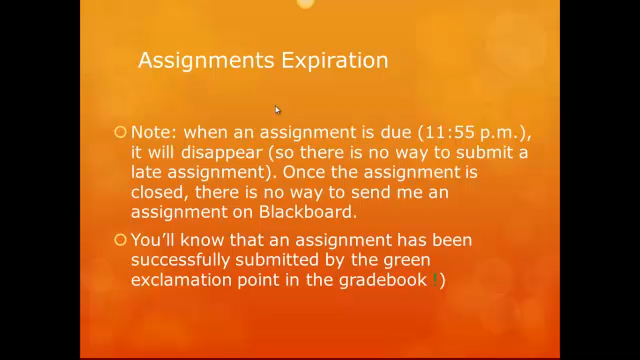 Assignments Expiration
Note: when an assignment is due (11:55 p.m.),
it will disappear (so there is no way to submit a
late assignment). Once the assignment is
closed, there is no way to send me an
assignment on Blackboard.
You'll know that an assignment has been
successfully submitted by the green
exclamation point in the gradebook !)